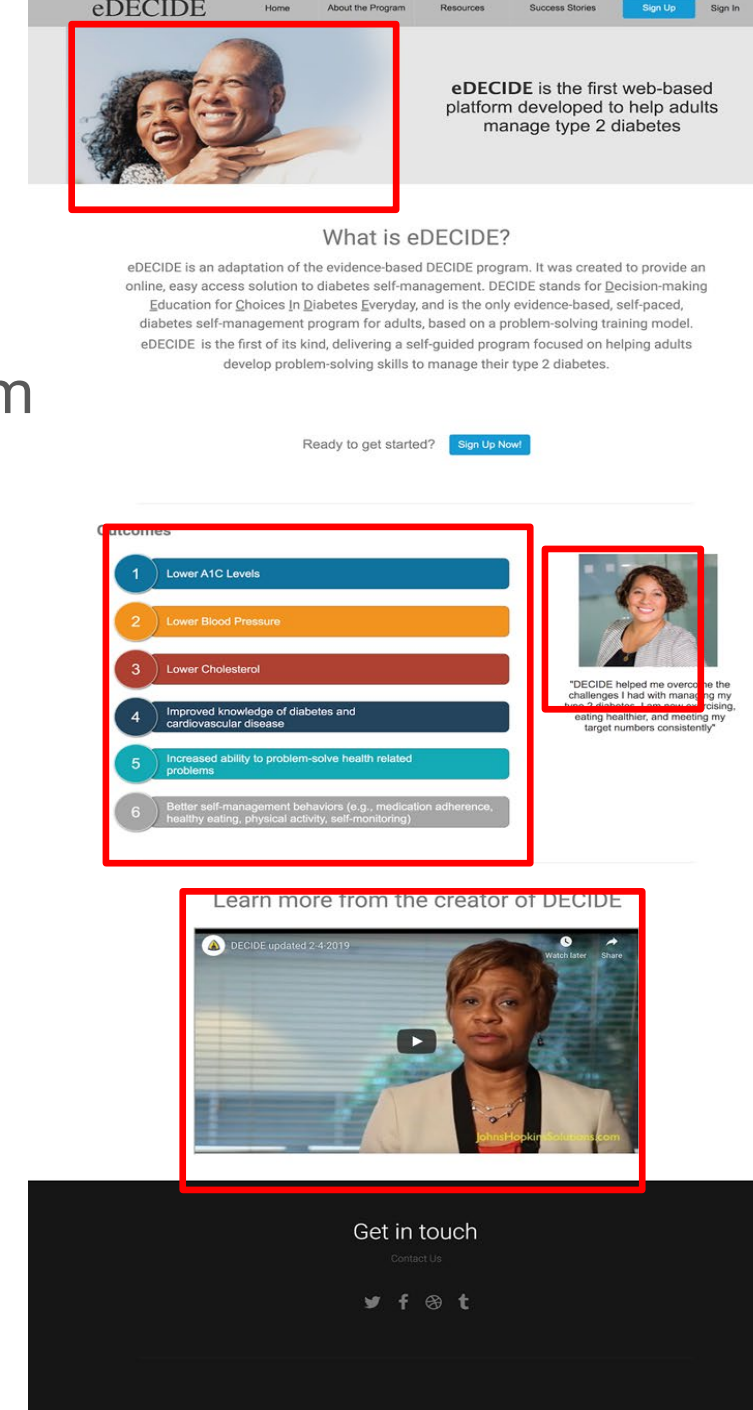 eDECIDE
Home About the Program Resources Success Stories Sign Up Sign In
eDECIDE is the first web-based
platform developed to help adults
manage type 2 diabetes
What is eDECIDE?
eDECIDE is an adaptation of the evidence-based DECIDE program. It was created to provide an
online, easy access solution to diabetes self-management. DECIDE stands for Decision-making
Education for Choices In Diabetes Everyday, and is the only evidence-based, self-paced,
diabetes self-management program for adults, based on a problem-solving training model.
eDECIDE is the first of its kind, delivering a self-guided program focused on helping adults
develop problem-solving skills to manage their type 2 diabetes.
m
Ready to get started? Sign Up Now!
Outcomes
1 Lower A1C Levels
2 Lower Blood Pressure
3 Lower Cholesterol
4 Improved knowledge of diabetes and
cardiovascular disease
5 Increased ability to problem-solve health related
problems
6 Better self-management behaviors (e.g., medication adherence,
healthy eating, physical activity, self-monitoring)
"DECIDE helped me overcome the
challenges I had with managing my
type 2 diabetes. I am now exercising,
eating healthier, and meeting my
target numbers consistently"
Learn more from the creator of DECIDE
DECIDE updated 2-4-2019
Watch later Share
JohnsHopkinsSolutions.com
Get in touch
Contact Us